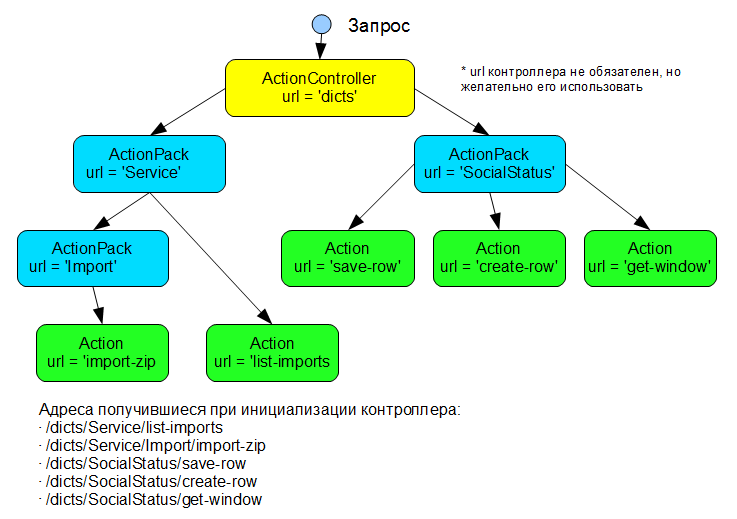 Запрос
ActionController
url = 'dicts'
* url контроллера не обязателен, но
желательно его использовать
ActionPack
url = 'Service'
ActionPack
url = 'SocialStatus'
ActionPack
url = 'Import'
Action
url = 'save-row'
Action
url = 'create-row'
Action
url = 'get-window'
Action
url = 'import-zip
Action
url = 'list-imports
Адреса получившиеся при инициализации контроллера:
· /dicts/Service/list-imports
· /dicts/Service/Import/import-zip
· /dicts/SocialStatus/save-row
· /dicts/SocialStatus/create-row
· /dicts/SocialStatus/get-window